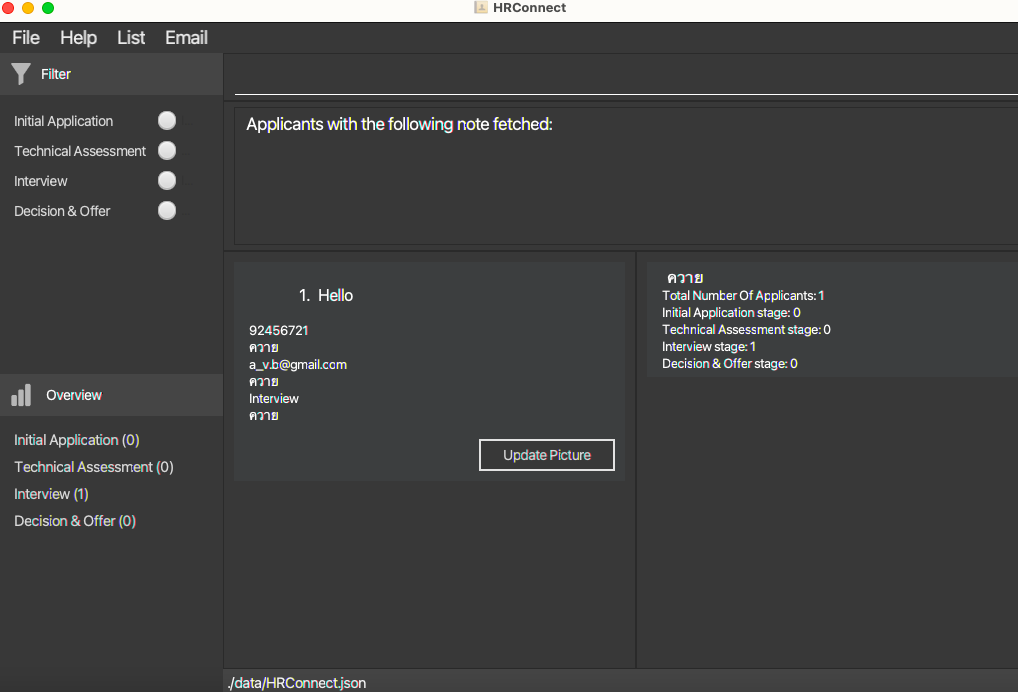 HRConnect
File Help List Email
Filter
Initial Application
Technical Assessment
Interview
Decision & Offer
Applicants with the following note fetched:
1. Hello
92456721
ควาย
a_v.b@gmail.com
ควาย
Interview
ควาย
Update Picture
ควาย
Total Number Of Applicants: 1
Initial Application stage: 0
Technical Assessment stage: 0
Interview stage: 1
Decision & Offer stage: 0
Overview
Initial Application (0)
Technical Assessment (0)
Interview (1)
Decision & Offer (0)
./data/HRConnect.json